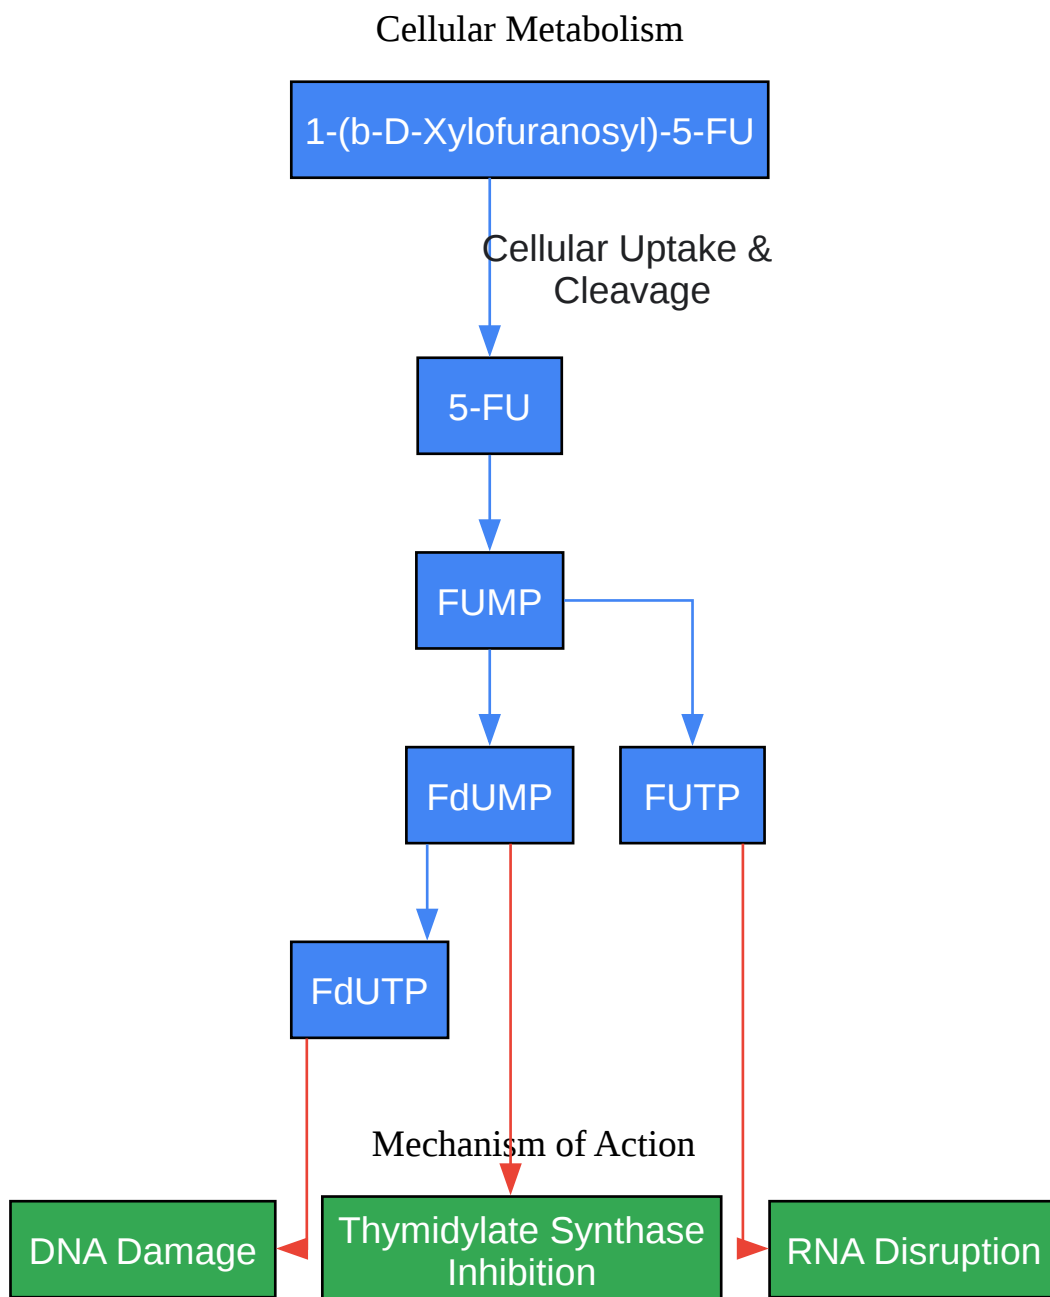 Cellular Metabolism
1-(b-D-Xylofuranosyl)-5-FU
Cellular Uptake &
Cleavage
5-FU
FUMP
FdUMP
FUTP
FdUTP
Mechanism of Action
DNA Damage
Thymidylate Synthase
Inhibition
RNA Disruption